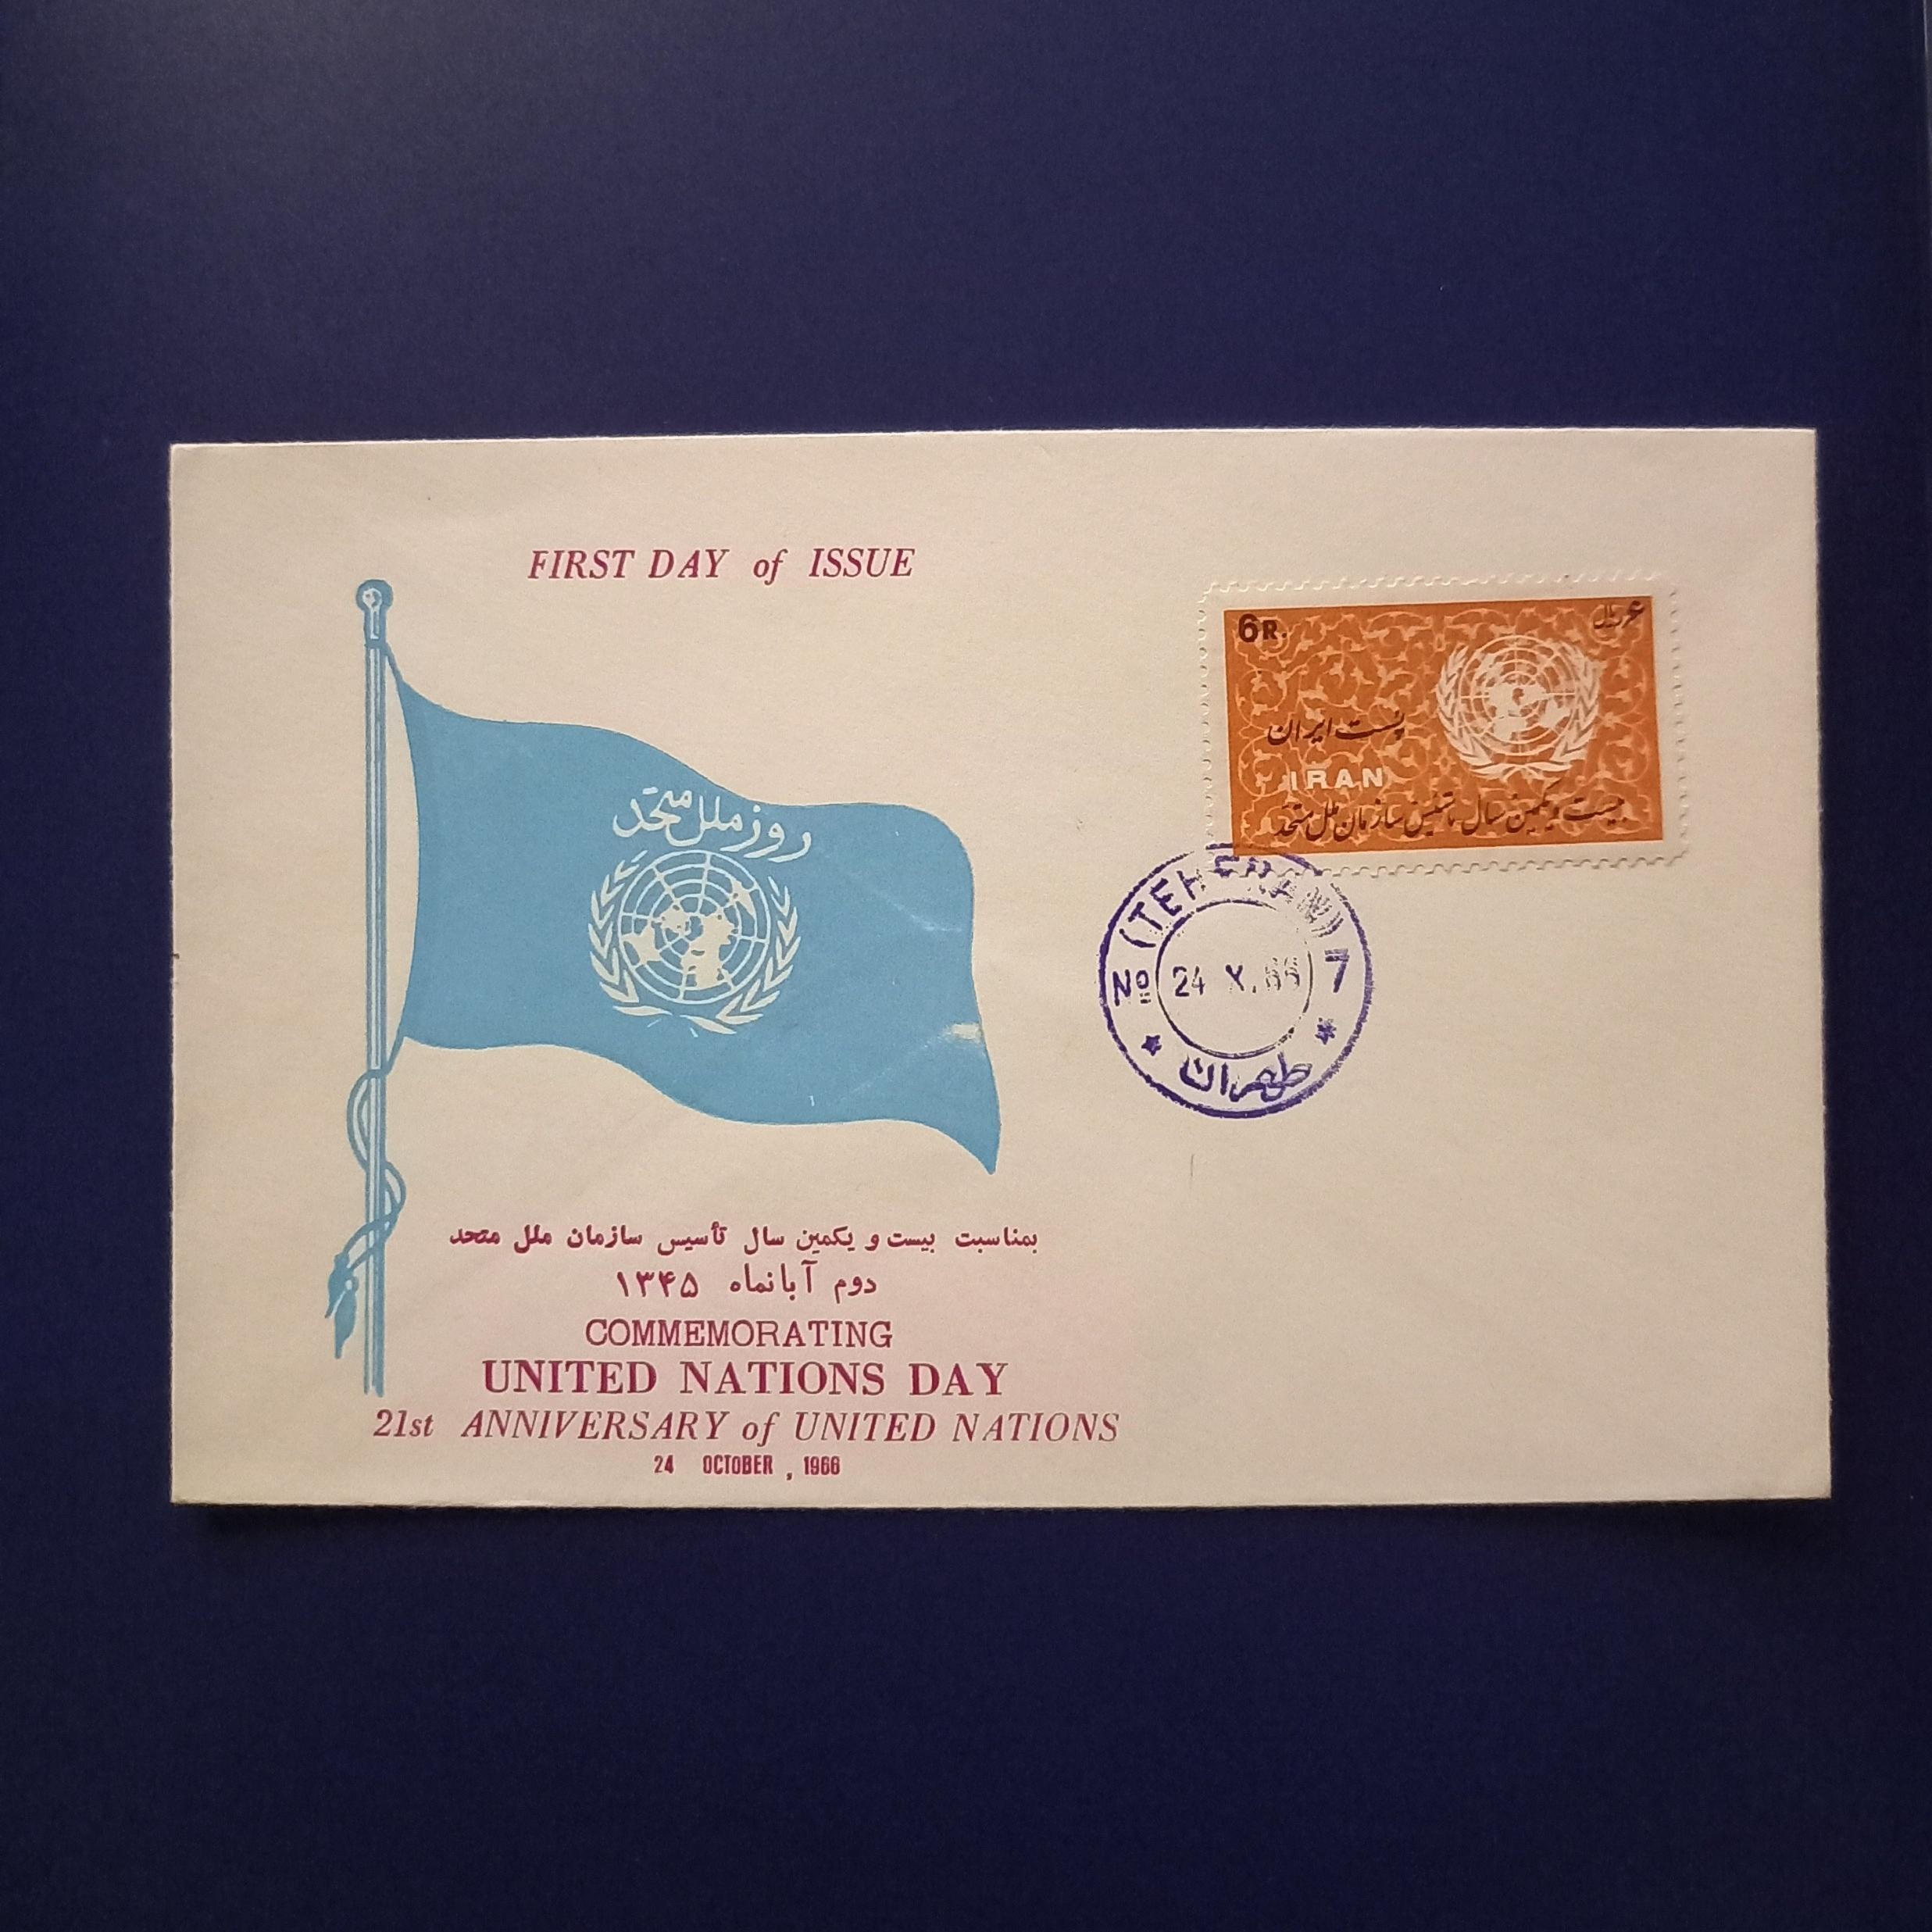 FIRST DAY of ISSUE
روز ملل متحد
بمناسبت بیست و یکمین سال تأسیس سازمان ملل متحد
دوم آبانماه ۱۳۴۵
COMMEMORATING
UNITED NATIONS DAY
21st ANNIVERSARY of UNITED NATIONS
24 OCTOBER, 1966
6R. ۶ ریال
پست ایران
IRAN
بیست و یکمین سال تأسیس سازمان ملل متحد
(TEHERAN)
No 24 X. 66 7
طهران